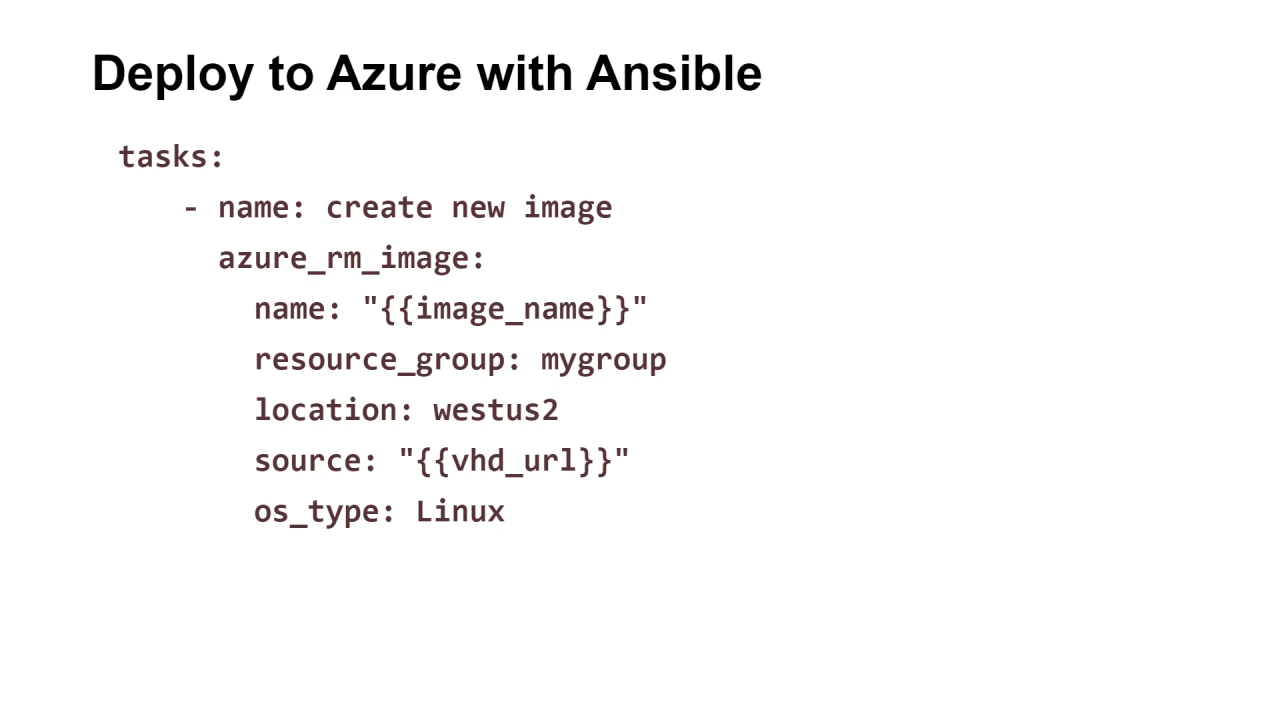 Deploy to Azure with Ansible
tasks:
- name: create new image
azure_rm_image:
name: "{{image_name}}"
resource_group: mygroup
location: westus2
source: "{{vhd_url}}"
os_type: Linux